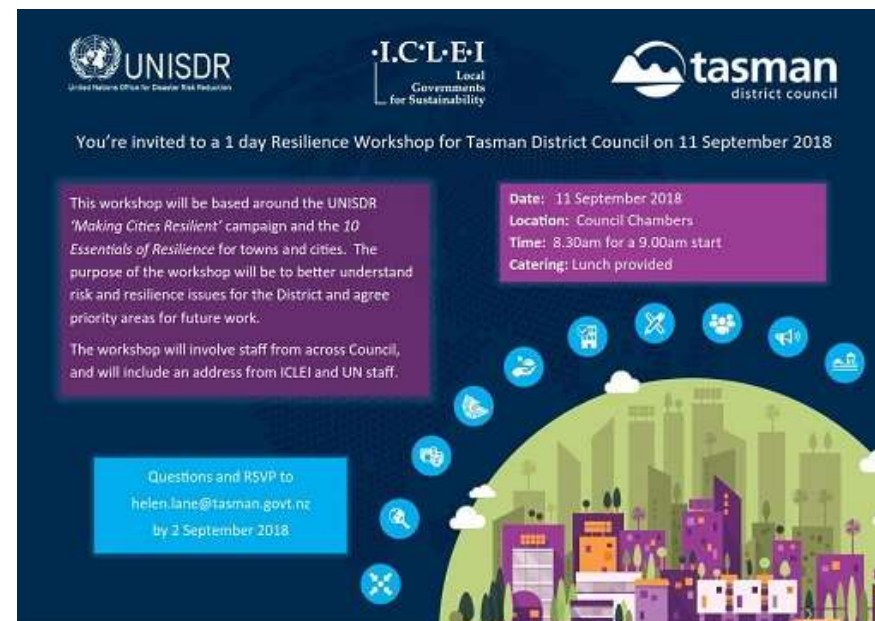 UNISDR
United Nations Office for Disaster Risk Reduction
·I.C·L·E·I
Local
Governments
for Sustainability
tasman
district council
You're invited to a 1 day Resilience Workshop for Tasman District Council on 11 September 2018
This workshop will be based around the UNISDR
'Making Cities Resilient' campaign and the 10
Essentials of Resilience for towns and cities. The
purpose of the workshop will be to better understand
risk and resilience issues for the District and agree
priority areas for future work.
The workshop will involve staff from across Council,
and will include an address from ICLEI and UN staff.
Date: 11 September 2018
Location: Council Chambers
Time: 8.30am for a 9.00am start
Catering: Lunch provided
Questions and RSVP to
helen.lane@tasman.govt.nz
by 2 September 2018